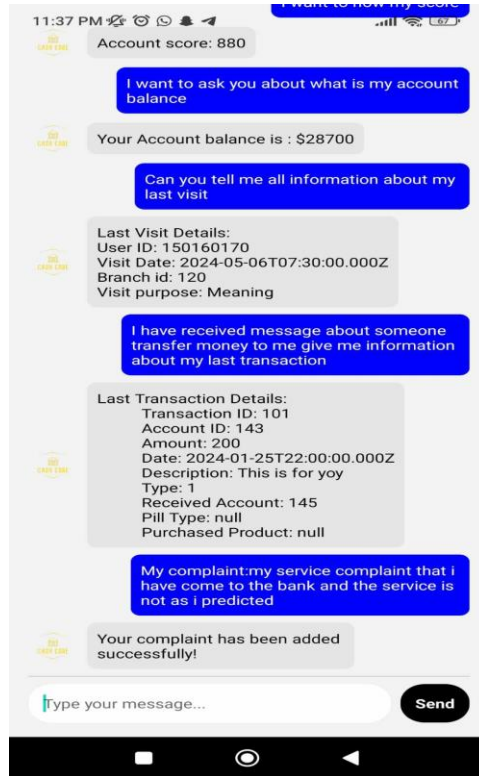 I want to now my score
11:37 PM
67
Account score: 880
I want to ask you about what is my account
balance
Your Account balance is : $28700
Can you tell me all information about my
last visit
Last Visit Details:
User ID: 150160170
Visit Date: 2024-05-06T07:30:00.000Z
Branch id: 120
Visit purpose: Meaning
I have received message about someone
transfer money to me give me information
about my last transaction
Last Transaction Details:
Transaction ID: 101
Account ID: 143
Amount: 200
Date: 2024-01-25T22:00:00.000Z
Description: This is for yoy
Type: 1
Received Account: 145
Pill Type: null
Purchased Product: null
My complaint:my service complaint that i
have come to the bank and the service is
not as i predicted
Your complaint has been added
successfully!
Type your message...
Send